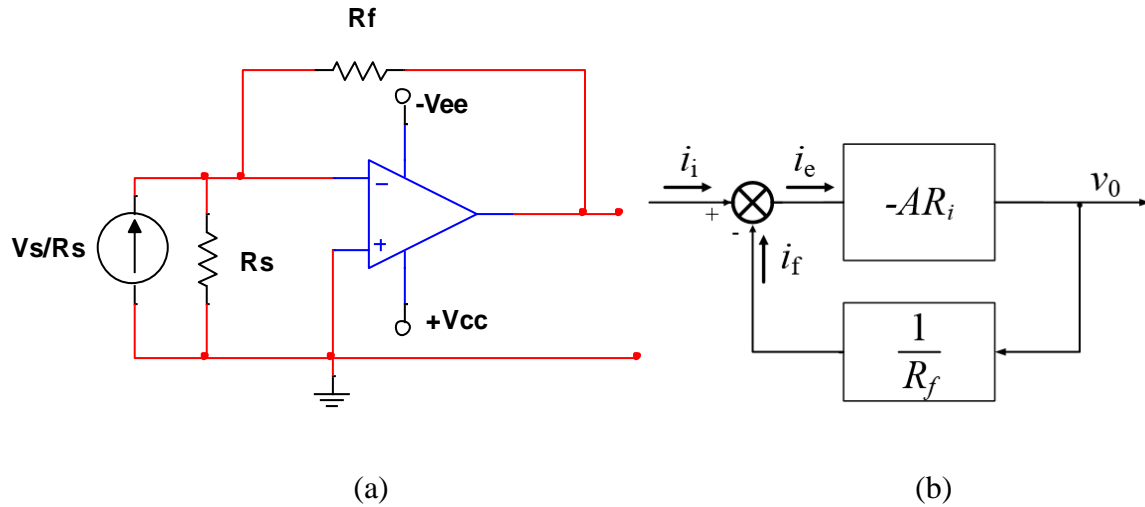 Rf
-Vee
−
+
Vs/Rs
Rs
+Vcc
(a)
i_i
i_e
+
-
i_f
-AR_i
v_0
1
R_f
(b)